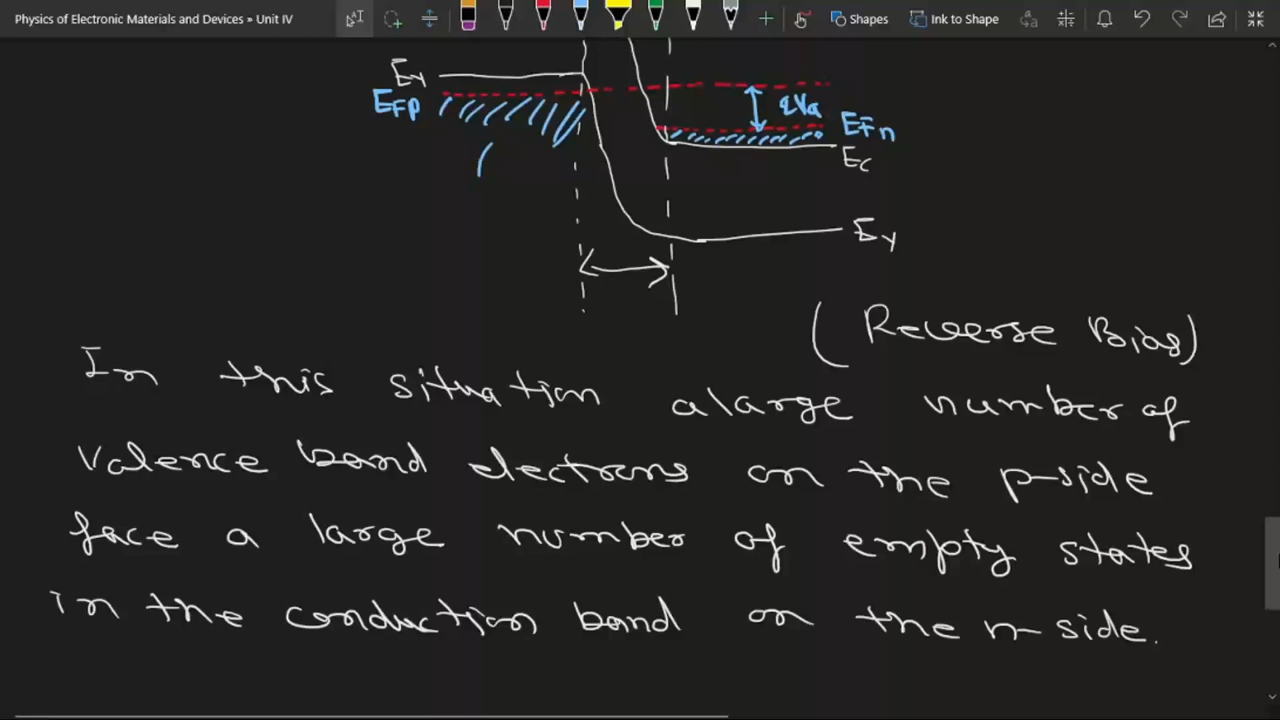 Physics of Electronic Materials and Devices » Unit IV
Shapes
Ink to Shape
Ev
EFp
qVa
EFn
Ec
Ev
(Reverse Bias)
In this situation a large number of
valence band electrons on the p-side
face a large number of empty states
in the conduction band on the n-side.